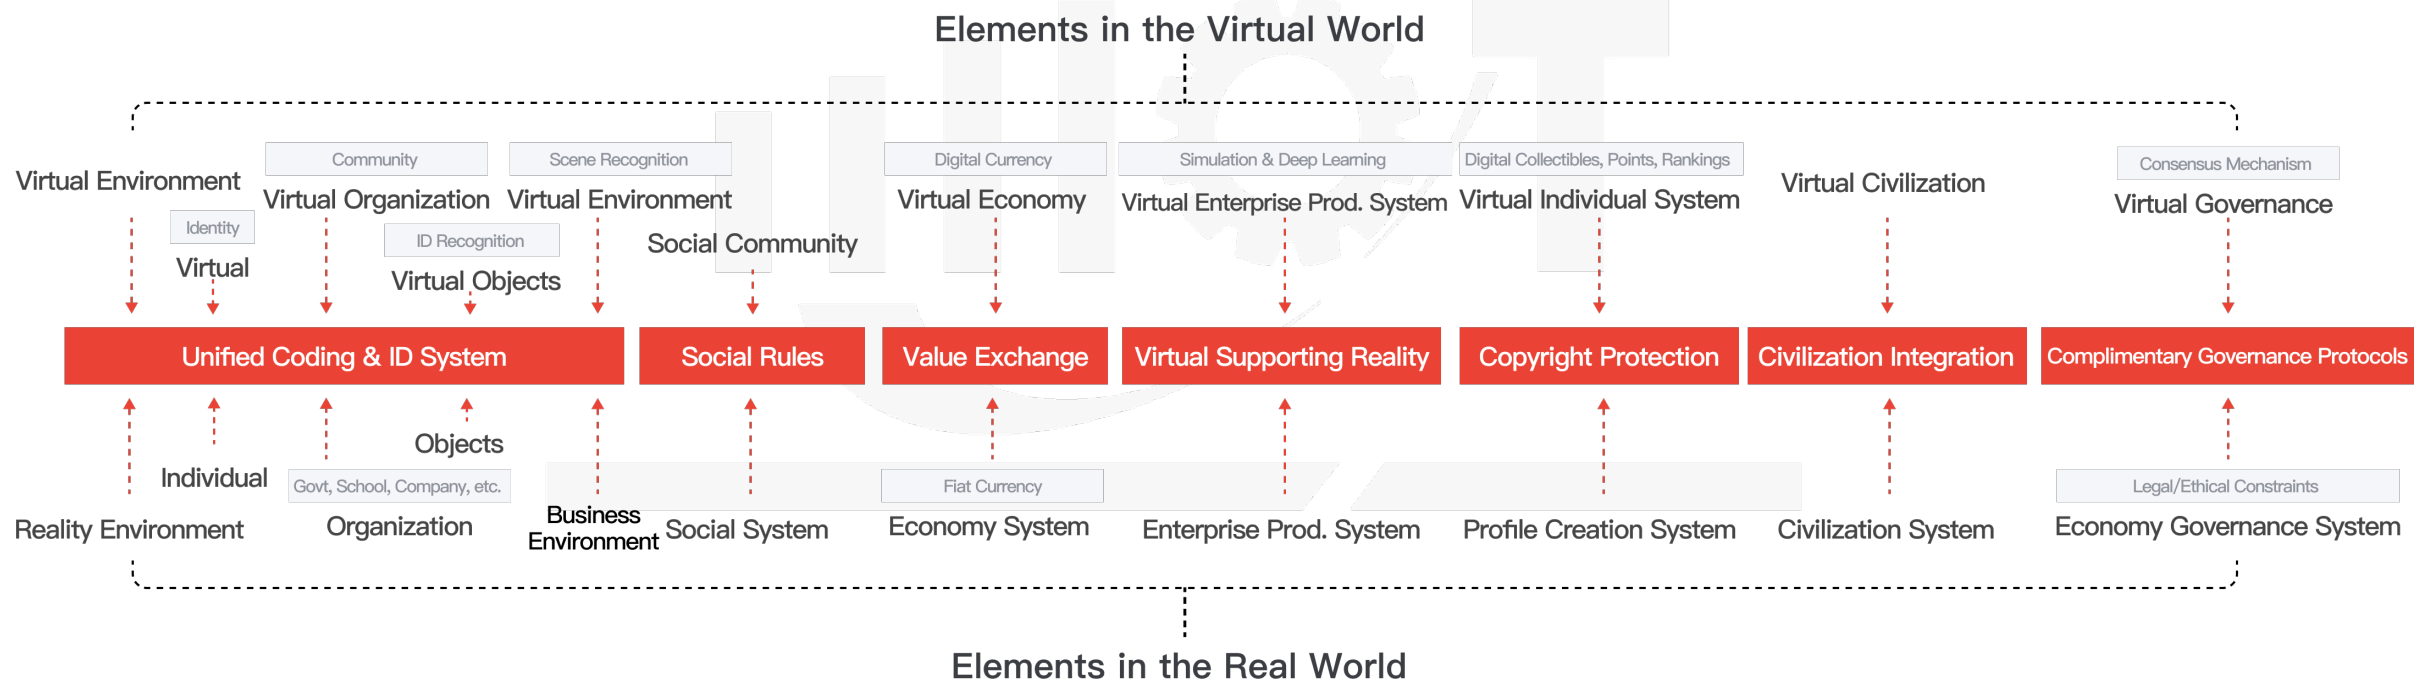 Elements in the Virtual World
Virtual Environment
Identity
Virtual
Community
Virtual Organization
ID Recognition
Virtual Objects
Scene Recognition
Virtual Environment
Social Community
Digital Currency
Virtual Economy
Simulation & Deep Learning
Virtual Enterprise Prod. System
Digital Collectibles, Points, Rankings
Virtual Individual System
Virtual Civilization
Consensus Mechanism
Virtual Governance
Unified Coding & ID System
Social Rules
Value Exchange
Virtual Supporting Reality
Copyright Protection
Civilization Integration
Complimentary Governance Protocols
Reality Environment
Individual
Govt, School, Company, etc.
Organization
Objects
Business
Environment
Social System
Fiat Currency
Economy System
Enterprise Prod. System
Profile Creation System
Civilization System
Legal/Ethical Constraints
Economy Governance System
Elements in the Real World